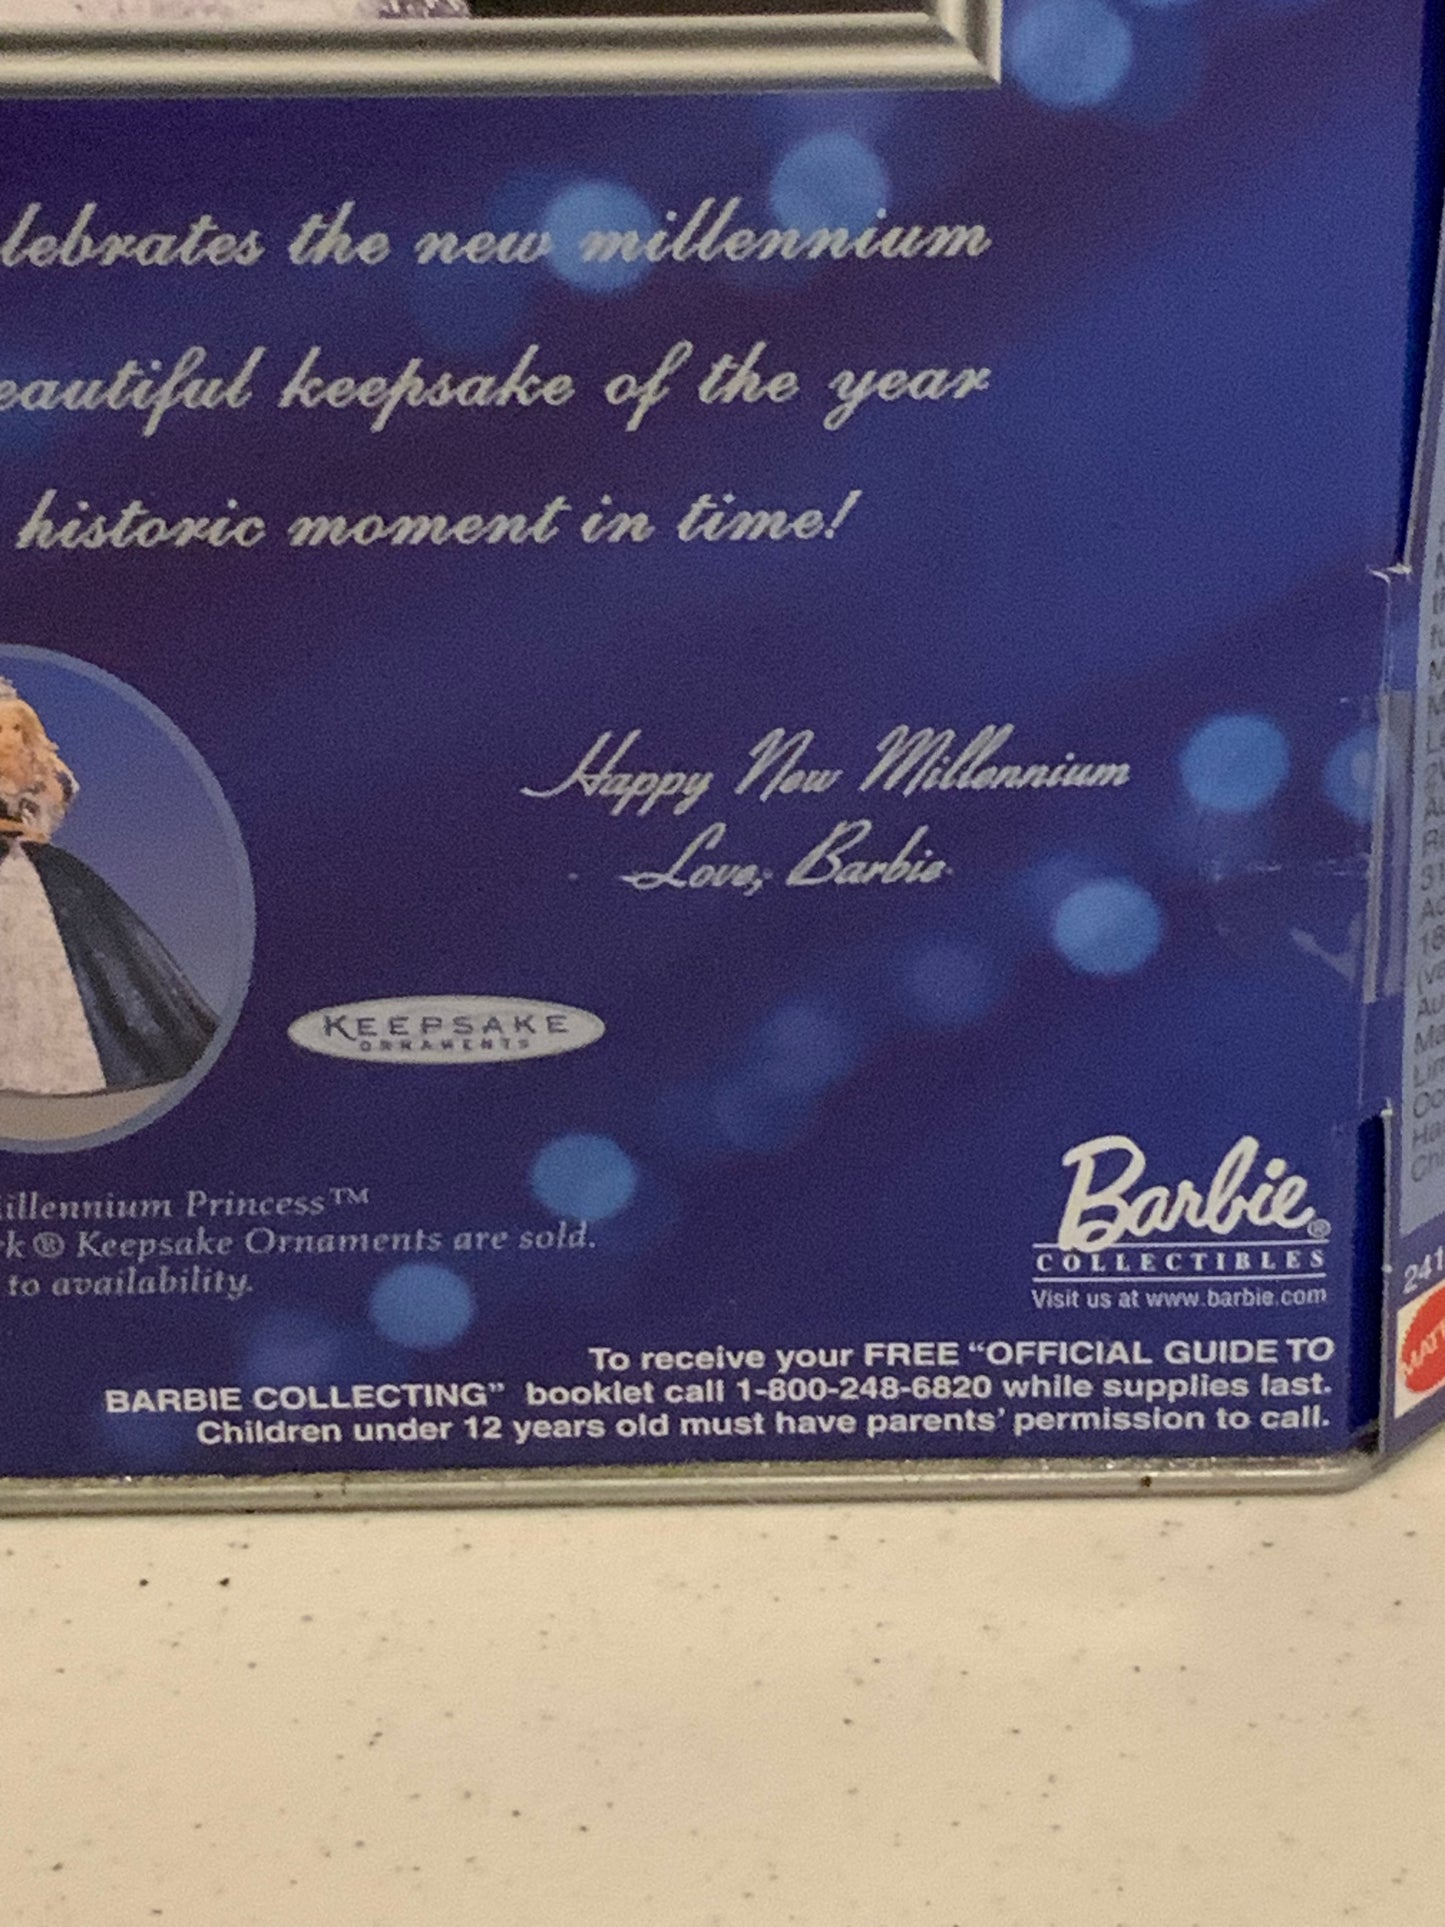 lebrates the new millennium
eautiful keepsake of the year
historic moment in time!
Happy New Millennium
Love, Barbie
KEEPSAKE
ORNAMENTS
illennium Princess™
k ® Keepsake Ornaments are sold.
to availability.
Barbie®
COLLECTIBLES
Visit us at www.barbie.com
To receive your FREE “OFFICIAL GUIDE TO
BARBIE COLLECTING” booklet call 1-800-248-6820 while supplies last.
Children under 12 years old must have parents’ permission to call.
241
MAT